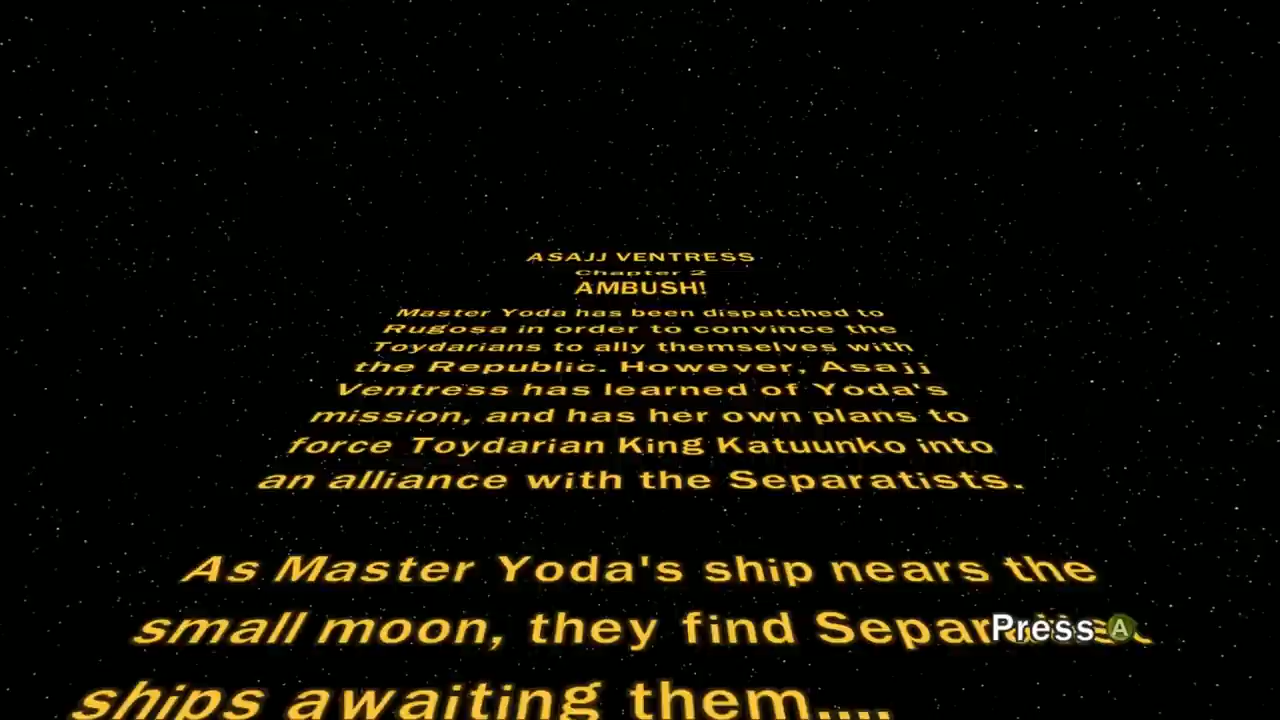 ASAJJ VENTRESS
Chapter 2
AMBUSH!
Master Yoda has been dispatched to
Rugosa in order to convince the
Toydarians to ally themselves with
the Republic. However, Asajj
Ventress has learned of Yoda's
mission, and has her own plans to
force Toydarian King Katuunko into
an alliance with the Separatists.
As Master Yoda's ship nears the
small moon, they find
Press A
ships awaiting them....